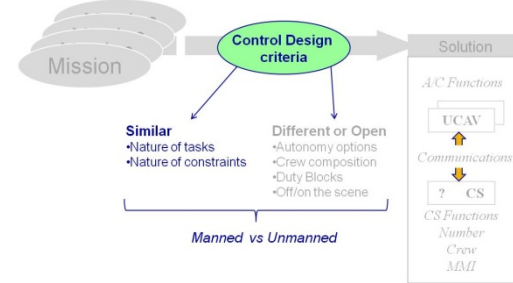 Mission
Control Design
criteria
Solution
Similar
•Nature of tasks
•Nature of constraints
Different or Open
•Autonomy options
•Crew composition
•Duty Blocks
•Off/on the scene
Manned vs Unmanned
A/C Functions
UCAV
Communications
? CS
CS Functions
Number
Crew
MMI